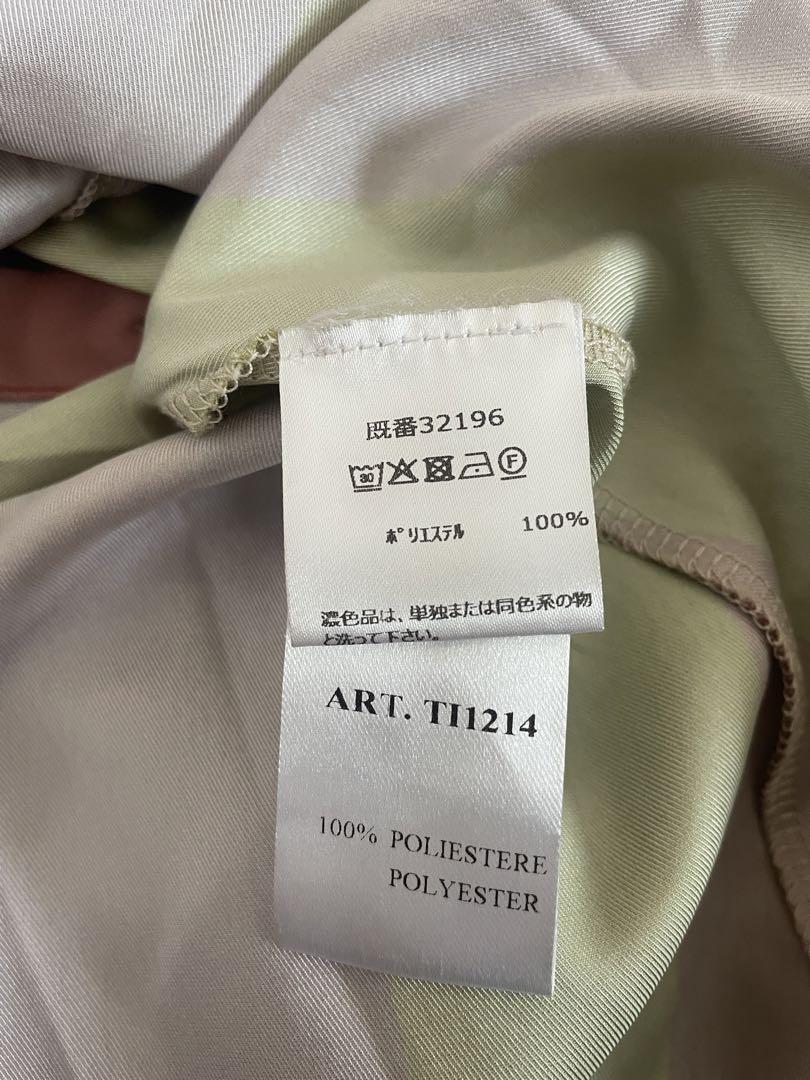 既番32196
30 F
ポリエステル 100%
濃色品は、単独または同色系の物
と洗って下さい。
ART. TI1214
100% POLIESTERE
POLYESTER